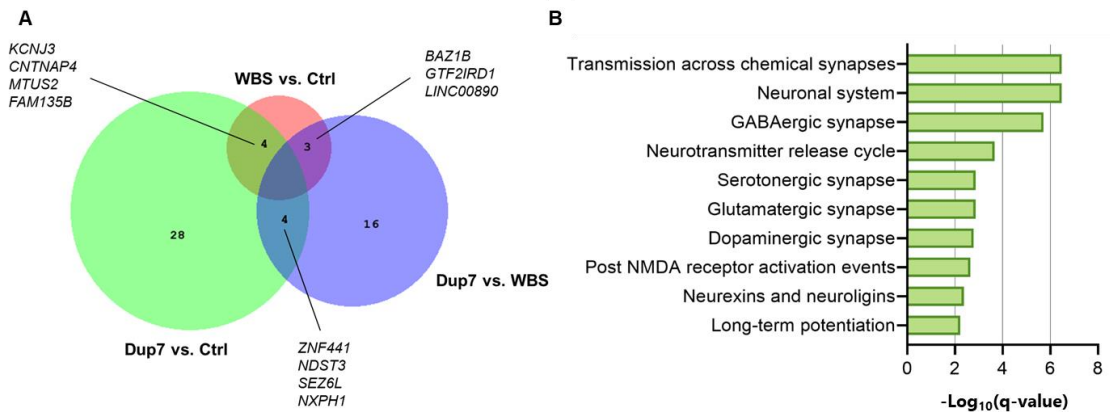 A
KCNJ3
CNTNAP4
MTUS2
FAM135B
WBS vs. Ctrl
BAZ1B
GTF2IRD1
LINC00890
4
3
4
28
16
Dup7 vs. WBS
Dup7 vs. Ctrl
ZNF441
NDST3
SEZ6L
NXPH1
B
Transmission across chemical synapses
Neuronal system
GABAergic synapse
Neurotransmitter release cycle
Serotonergic synapse
Glutamatergic synapse
Dopaminergic synapse
Post NMDA receptor activation events
Neurexins and neuroligins
Long-term potentiation
0 2 4 6 8
-Log₁₀(q-value)